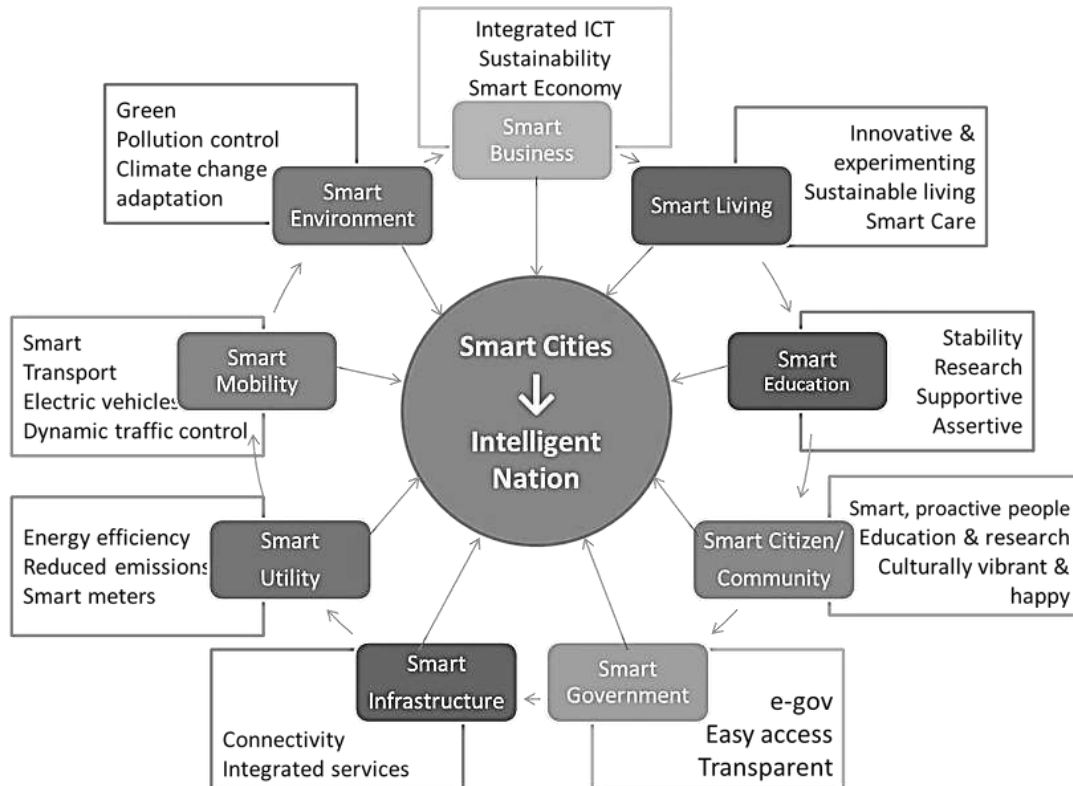 Integrated ICT
Sustainability
Smart Economy
Smart
Business
Innovative &
experimenting
Sustainable living
Smart Care
Smart Living
Stability
Research
Supportive
Assertive
Smart
Education
Smart, proactive people
Education & research
Culturally vibrant &
happy
Smart Citizen/
Community
e-gov
Easy access
Transparent
Smart
Government
Connectivity
Integrated services
Smart
Infrastructure
Energy efficiency
Reduced emissions
Smart meters
Smart
Utility
Smart
Transport
Electric vehicles
Dynamic traffic control
Smart
Mobility
Green
Pollution control
Climate change
adaptation
Smart
Environment
Smart Cities
Intelligent
Nation